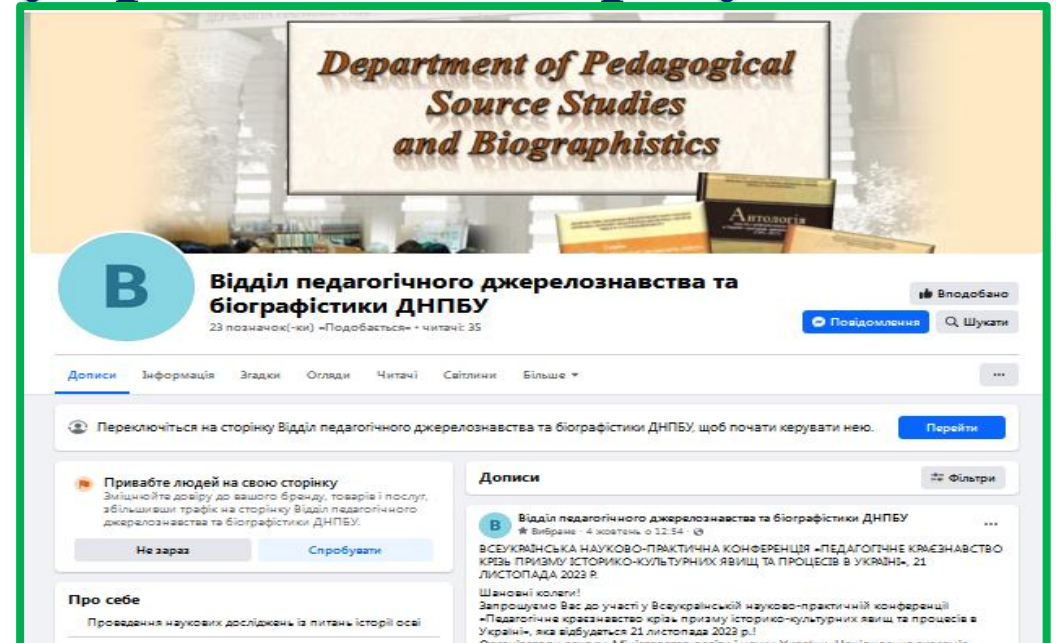 Department of Pedagogical
Source Studies
and Biographistics
Антологія
В
Відділ педагогічного джерелознавства та
біографістики ДНПБУ
23 позначок(-ки) «Подобається» • читачі: 35
Вподобано
Повідомлення
Шукати
Дописи
Інформація
Згадки
Огляди
Читачі
Світлини
Більше
Переключіться на сторінку Відділ педагогічного джерелознавства та біографістики ДНПБУ, щоб почати керувати нею.
Перейти
Привабте людей на свою сторінку
Зміцнюйте довіру до вашого бренду, товарів і послуг,
збільшивши трафік на сторінку Відділ педагогічного
джерелознавства та біографістики ДНПБУ.
Не зараз
Спробувати
Про себе
Проведення наукових досліджень із питань історії осві
Дописи
Фільтри
В
Відділ педагогічного джерелознавства та біографістики ДНПБУ
Вибране · 4 жовтень о 12:54 ·
ВСЕУКРАЇНСЬКА НАУКОВО-ПРАКТИЧНА КОНФЕРЕНЦІЯ «ПЕДАГОГІЧНЕ КРАЄЗНАВСТВО
КРІЗЬ ПРИЗМУ ІСТОРИКО-КУЛЬТУРНИХ ЯВИЩ ТА ПРОЦЕСІВ В УКРАЇНІ», 21
ЛИСТОПАДА 2023 Р.
Шановні колеги!
Запрошуємо Вас до участі у Всеукраїнській науково-практичній конференції
«Педагогічне краєзнавство крізь призму історико-культурних явищ та процесів в
Україні», яка відбудеться 21 листопада 2023 р.!